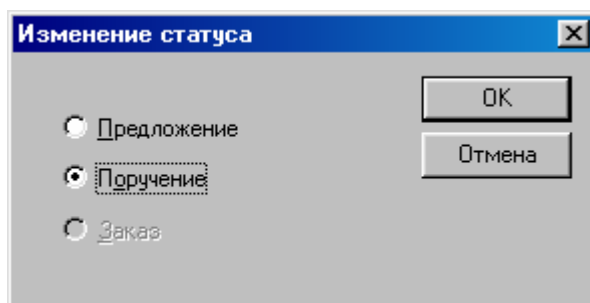 Изменение статуса
OK
Предложение
Отмена
Поручение
Заказ